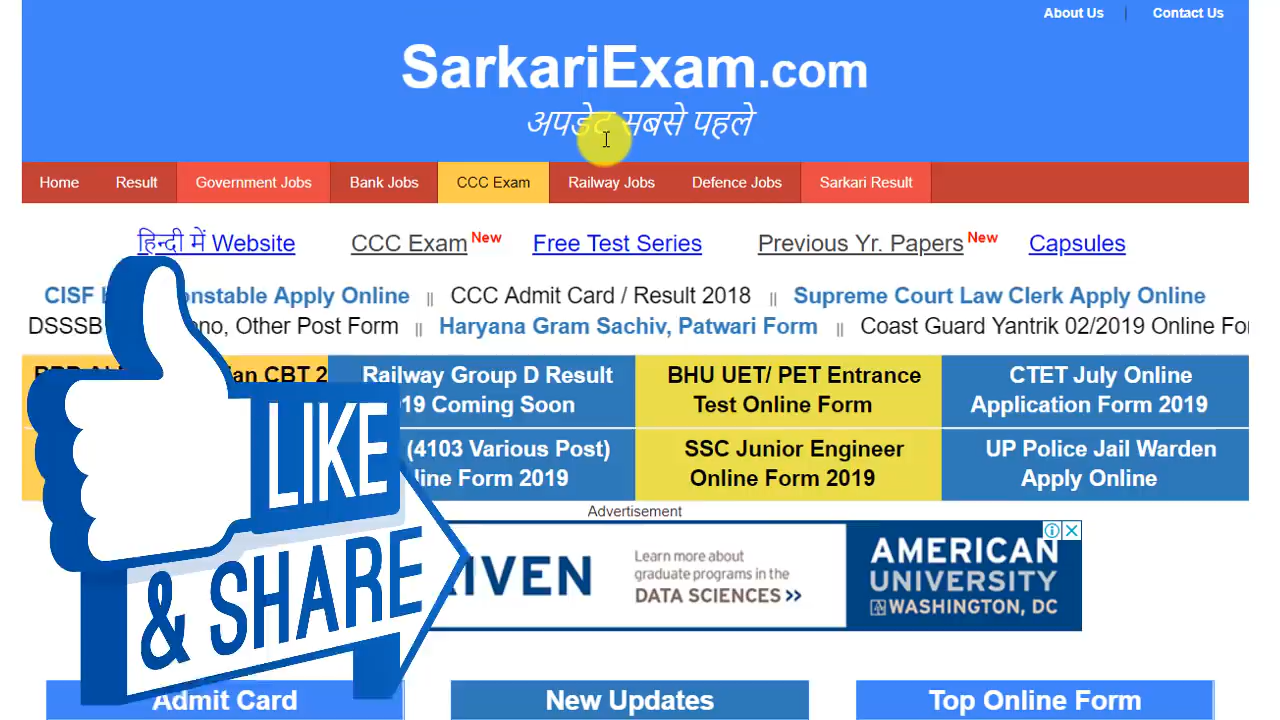 About Us | Contact Us
SarkariExam.com
अपडेट सबसे पहले
Home Result Government Jobs Bank Jobs CCC Exam Railway Jobs Defence Jobs Sarkari Result
हिन्दी में Website CCC Exam New Free Test Series Previous Yr. Papers New Capsules
CISF Apply Online || CCC Admit Card / Result 2018 || Supreme Court Law Clerk Apply Online
DSSSB Other Post Form || Haryana Gram Sachiv, Patwari Form || Coast Guard Yantrik 02/2019 Online
CBT 2
Railway Group D Result
Coming Soon
BHU UET/ PET Entrance
Test Online Form
CTET July Online
Application Form 2019
(4103 Various Post)
Form 2019
SSC Junior Engineer
Online Form 2019
UP Police Jail Warden
Apply Online
LIKE
& SHARE
Advertisement
Learn more about
graduate programs in the
DATA SCIENCES >>
AMERICAN
UNIVERSITY
WASHINGTON, DC
Admit Card
New Updates
Top Online Form